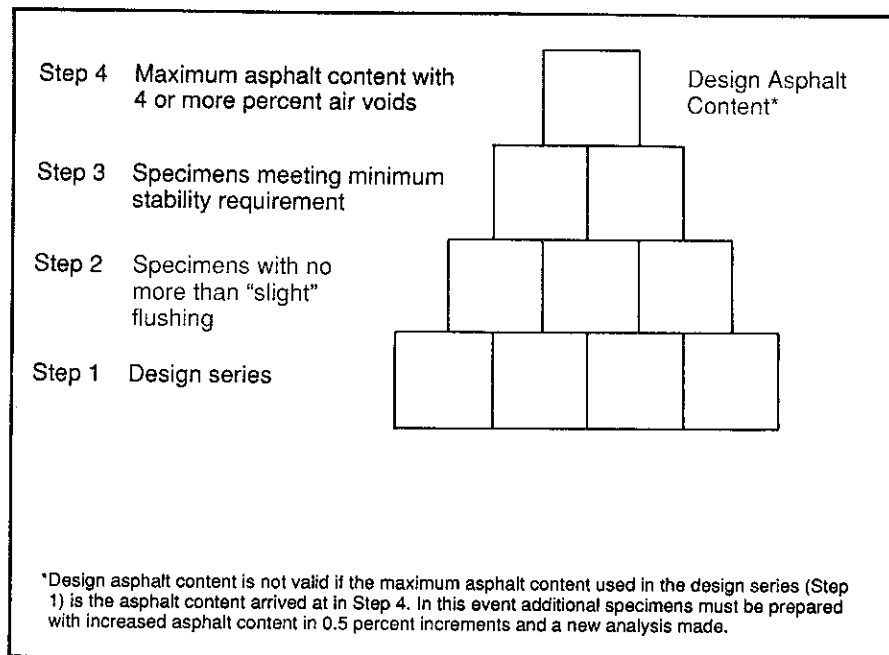 Step 4 Maximum asphalt content with
4 or more percent air voids
Design Asphalt
Content*
Step 3 Specimens meeting minimum
stability requirement
Step 2 Specimens with no
more than “slight”
flushing
Step 1 Design series
*Design asphalt content is not valid if the maximum asphalt content used in the design series (Step
1) is the asphalt content arrived at in Step 4. In this event additional specimens must be prepared
with increased asphalt content in 0.5 percent increments and a new analysis made.